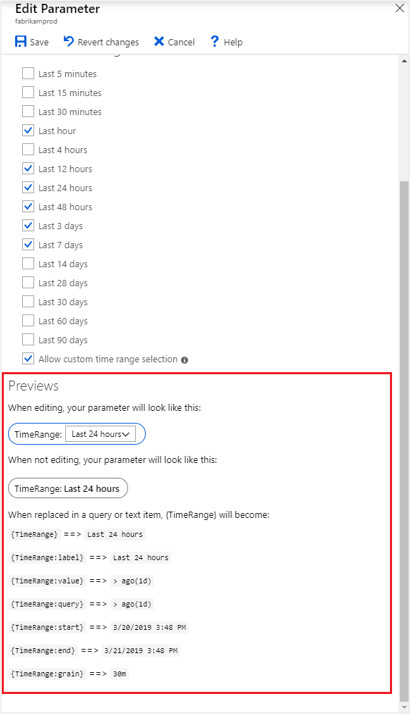 Edit Parameter
fabrikamprod
Save Revert changes Cancel Help
Last 5 minutes
Last 15 minutes
Last 30 minutes
Last hour
Last 4 hours
Last 12 hours
Last 24 hours
Last 48 hours
Last 3 days
Last 7 days
Last 14 days
Last 28 days
Last 30 days
Last 60 days
Last 90 days
Allow custom time range selection
Previews
When editing, your parameter will look like this:
TimeRange: Last 24 hours
When not editing, your parameter will look like this:
TimeRange: Last 24 hours
When replaced in a query or text item, {TimeRange} will become:
{TimeRange} ==> Last 24 hours
{TimeRange:label} ==> Last 24 hours
{TimeRange:value} ==> > ago(1d)
{TimeRange:query} ==> > ago(1d)
{TimeRange:start} ==> 3/20/2019 3:48 PM
{TimeRange:end} ==> 3/21/2019 3:48 PM
{TimeRange:grain} ==> 30m